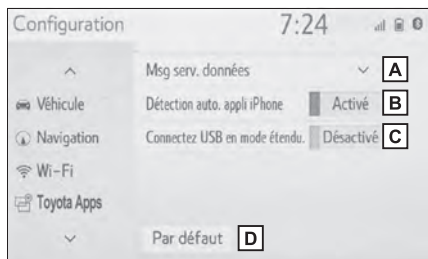 Configuration 7:24
Msg serv. données A
Véhicule Détection auto. appli iPhone Activé B
Navigation Connectez USB en mode étendu. Désactivé C
Wi-Fi
Toyota Apps
Par défaut D